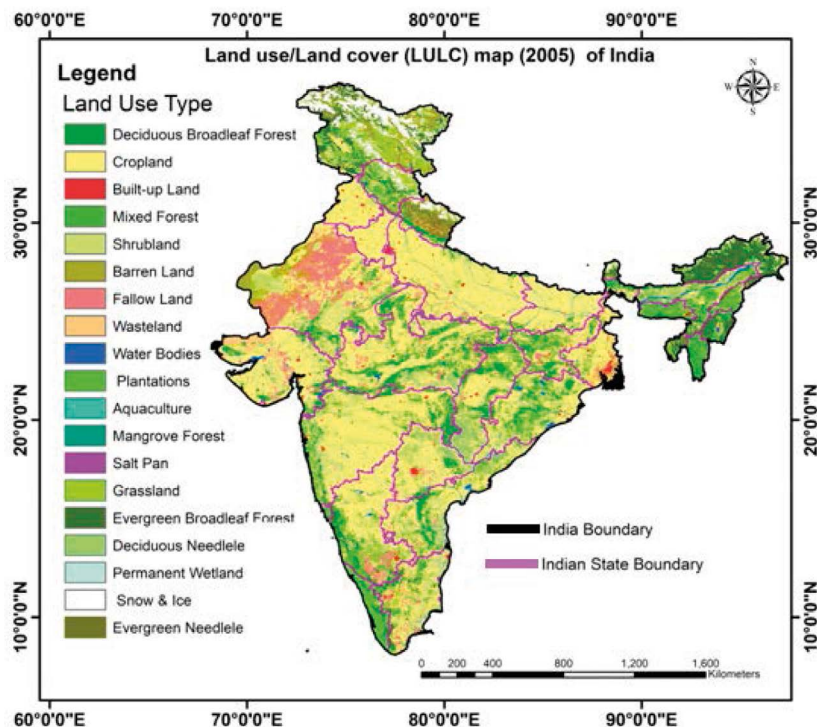 60°0'0"E 70°0'0"E 80°0'0"E 90°0'0"E
Land use/Land cover (LULC) map (2005) of India
N
W E
S
Legend
Land Use Type
Deciduous Broadleaf Forest
Cropland
Built-up Land
Mixed Forest
Shrubland
Barren Land
Fallow Land
Wasteland
Water Bodies
Plantations
Aquaculture
Mangrove Forest
Salt Pan
Grassland
Evergreen Broadleaf Forest
Deciduous Needlele
Permanent Wetland
Snow & Ice
Evergreen Needlele
India Boundary
Indian State Boundary
0 200 400 800 1,200 1,600
Kilometers
30°0'0"N
20°0'0"N
10°0'0"N
30°0'0"N
20°0'0"N
10°0'0"N
60°0'0"E 70°0'0"E 80°0'0"E 90°0'0"E